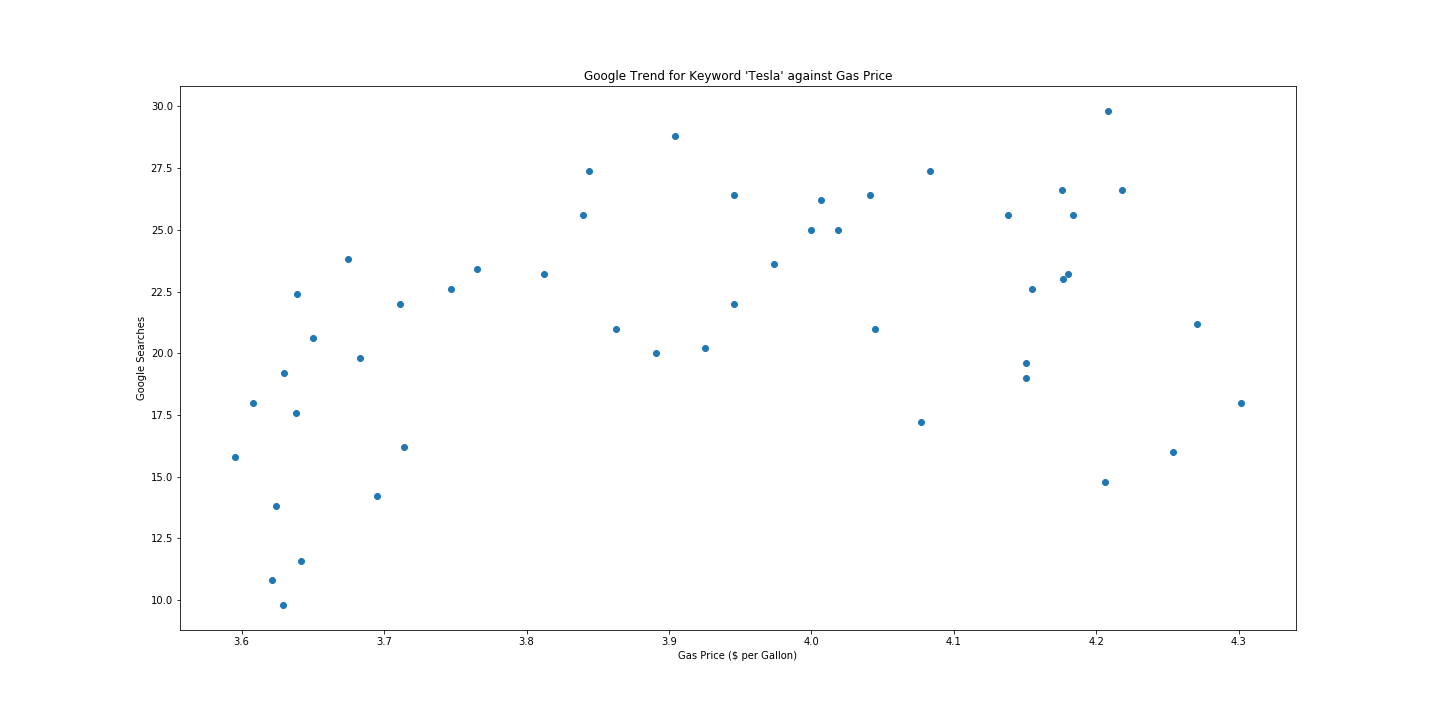 Google Trend for Keyword 'Tesla' against Gas Price
30.0
27.5
25.0
22.5
20.0
17.5
15.0
12.5
10.0
Google Searches
3.6 3.7 3.8 3.9 4.0 4.1 4.2 4.3
Gas Price ($ per Gallon)